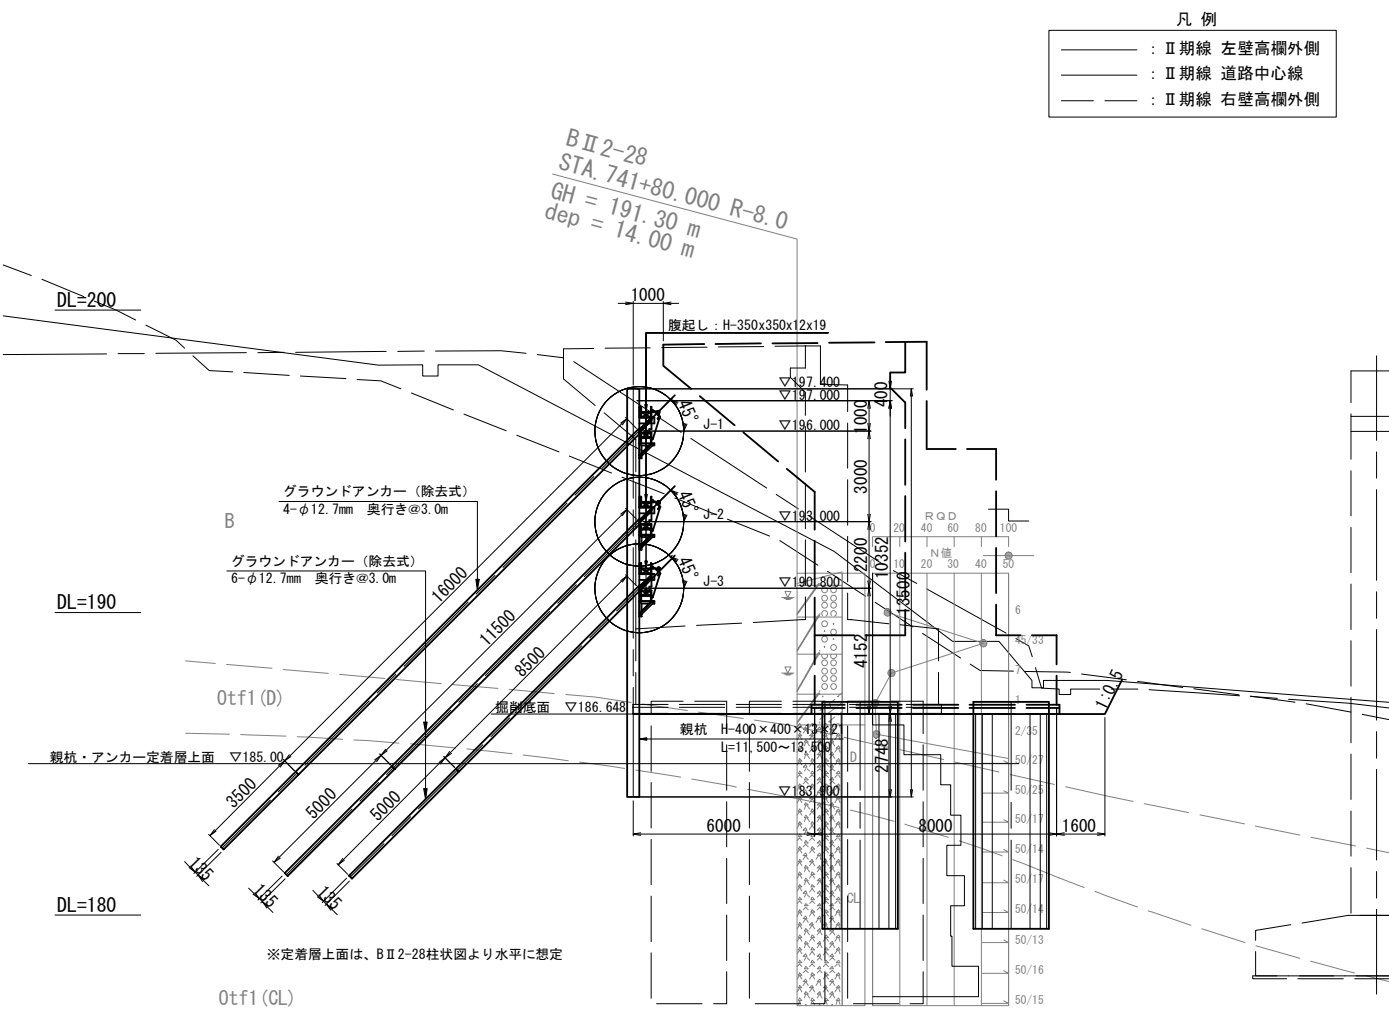 凡 例
: Ⅱ期線 左壁高欄外側
: Ⅱ期線 道路中心線
: Ⅱ期線 右壁高欄外側
BⅡ2-28
STA. 741+80.000 R-8.0
GH = 191.30 m
dep = 14.00 m
DL=200
1000
腹起し：H-350x350x12x19
▽197.400
▽197.000
400
1000
45°
J-1
▽196.000
3000
グラウンドアンカー（除去式）
4-φ12.7mm 奥行き@3.0m
B
45°
J-2
▽193.000
RQD
0 20 40 60 80 100
N値
0 10 20 30 40 50
2200
10352
13500
グラウンドアンカー（除去式）
6-φ12.7mm 奥行き@3.0m
16000
11500
8500
45°
J-3
▽190.800
DL=190
6
45/33
7
1
4152
1:0.5
Otf1(D)
掘削底面 ▽186.648
親杭 H-400×400×13×2
L=11,500～13,500
2/35
親杭・アンカー定着層上面 ▽185.00
D
2748
50/27
3500
5000
5000
▽183.900
50/25
6000
8000
1600
50/17
50/14
135
135
135
50/17
CL
DL=180
50/14
50/13
※定着層上面は、BⅡ2-28柱状図より水平に想定
50/16
Otf1(CL)
50/15